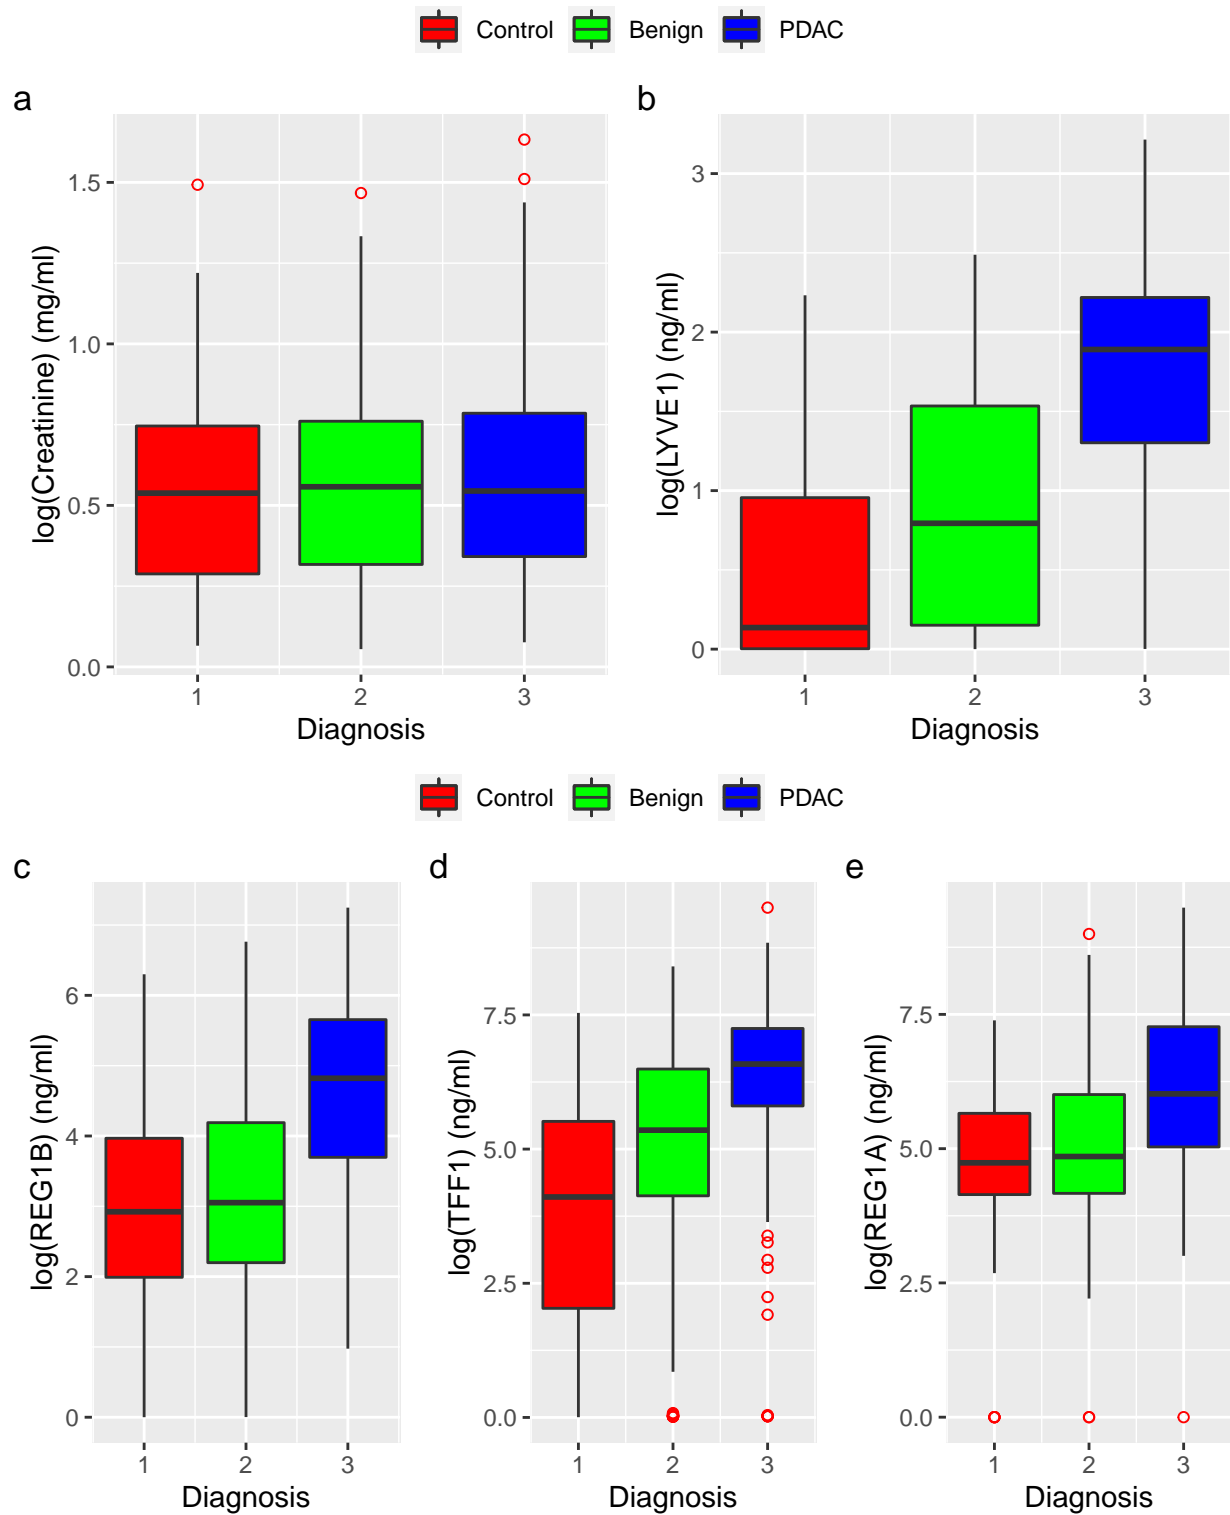 Control Benign PDAC
a
log(Creatinine) (mg/ml)
1.5
1.0
0.5
0.0
1 2 3
Diagnosis
b
log(LYVE1) (ng/ml)
3
2
1
0
1 2 3
Diagnosis
Control Benign PDAC
c
log(REG1B) (ng/ml)
6
4
2
0
1 2 3
Diagnosis
d
log(TFF1) (ng/ml)
7.5
5.0
2.5
0.0
1 2 3
Diagnosis
e
log(REG1A) (ng/ml)
7.5
5.0
2.5
0.0
1 2 3
Diagnosis